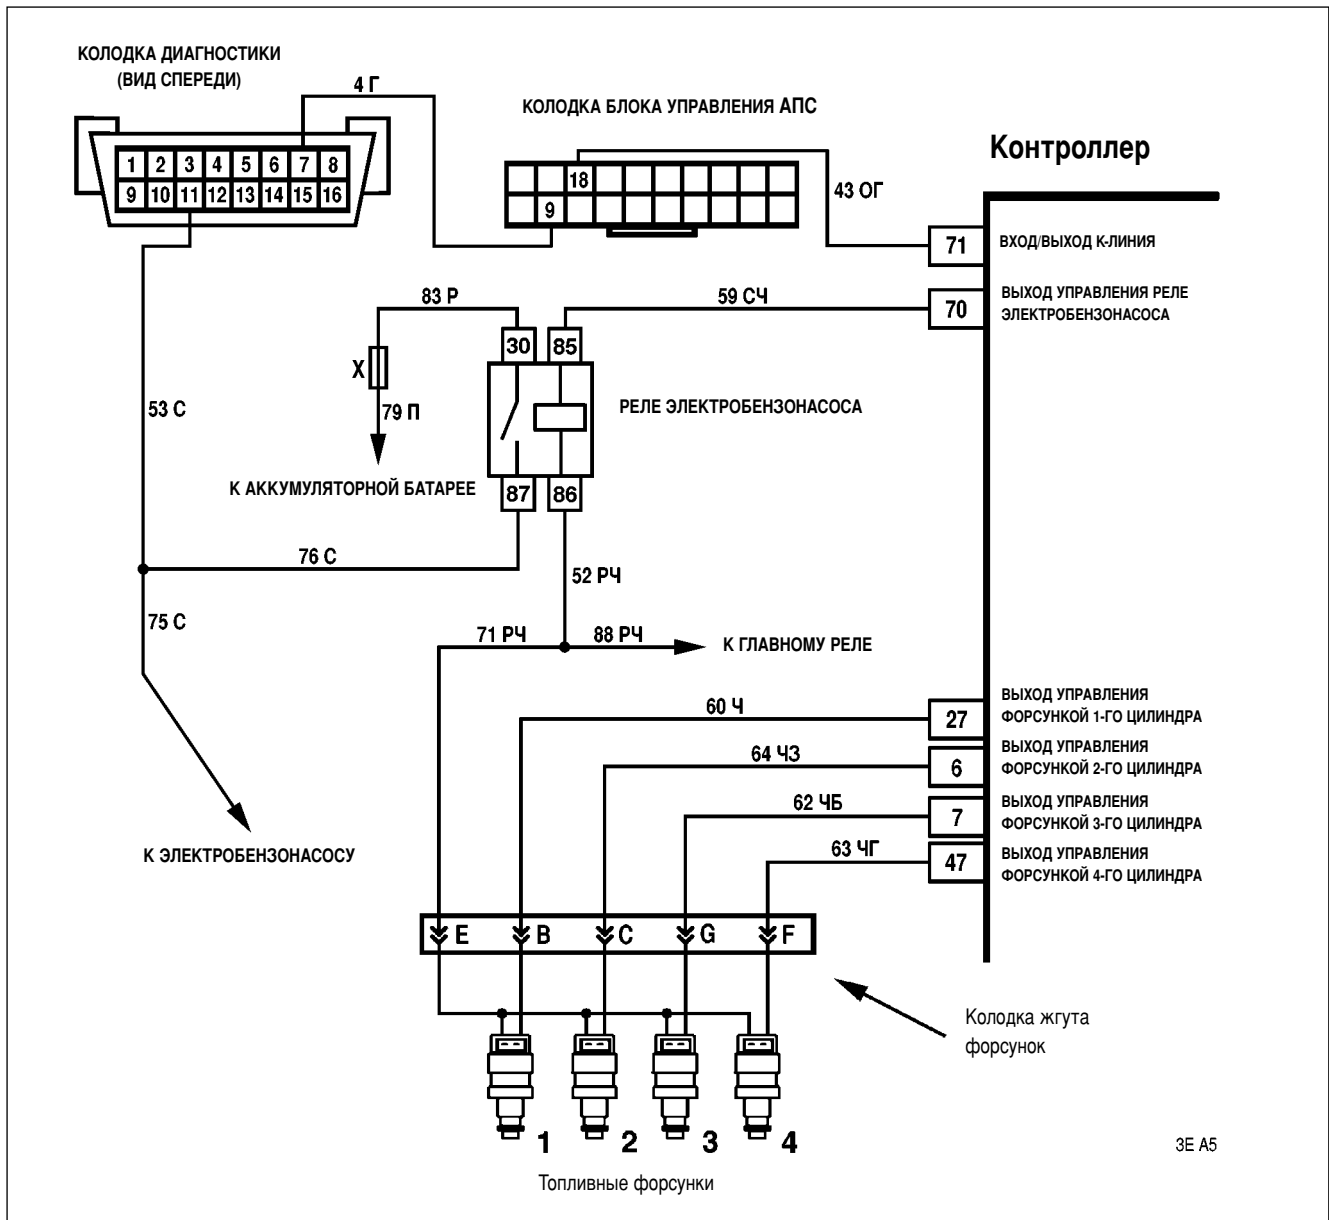 КОЛОДКА ДИАГНОСТИКИ
(ВИД СПЕРЕДИ)
4 Г
КОЛОДКА БЛОКА УПРАВЛЕНИЯ АПС
Контроллер
1 2 3 4 5 6 7 8
9 10 11 12 13 14 15 16
18
9
43 ОГ
71
ВХОД/ВЫХОД К-ЛИНИЯ
83 Р
59 СЧ
70
ВЫХОД УПРАВЛЕНИЯ РЕЛЕ
ЭЛЕКТРОБЕНЗОНАСОСА
30 85
X
53 С
79 П
РЕЛЕ ЭЛЕКТРОБЕНЗОНАСОСА
К АККУМУЛЯТОРНОЙ БАТАРЕЕ
87 86
76 С
52 РЧ
75 С
71 РЧ
88 РЧ
К ГЛАВНОМУ РЕЛЕ
60 Ч
27
ВЫХОД УПРАВЛЕНИЯ
ФОРСУНКОЙ 1-ГО ЦИЛИНДРА
64 ЧЗ
6
ВЫХОД УПРАВЛЕНИЯ
ФОРСУНКОЙ 2-ГО ЦИЛИНДРА
62 ЧБ
7
ВЫХОД УПРАВЛЕНИЯ
ФОРСУНКОЙ 3-ГО ЦИЛИНДРА
63 ЧГ
47
ВЫХОД УПРАВЛЕНИЯ
ФОРСУНКОЙ 4-ГО ЦИЛИНДРА
К ЭЛЕКТРОБЕНЗОНАСОСУ
E B C G F
Колодка жгута
форсунок
1 2 3 4
Топливные форсунки
3Е А5